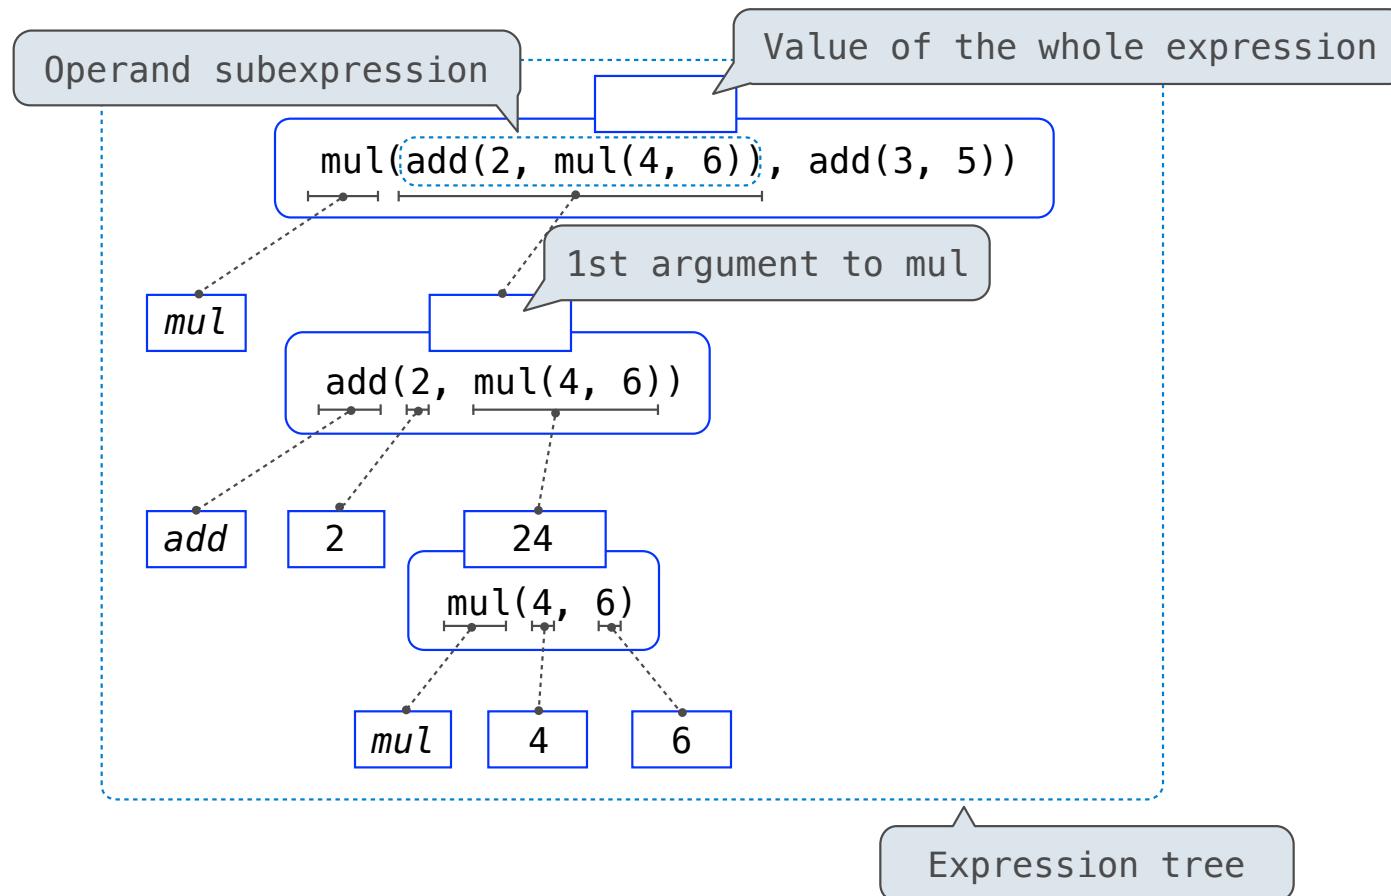 Value of the whole expression
Operand subexpression
mul(add(2, mul(4, 6)), add(3, 5))
1st argument to mul
mul
add(2, mul(4, 6))
add
2
24
mul(4, 6)
mul
4
6
Expression tree